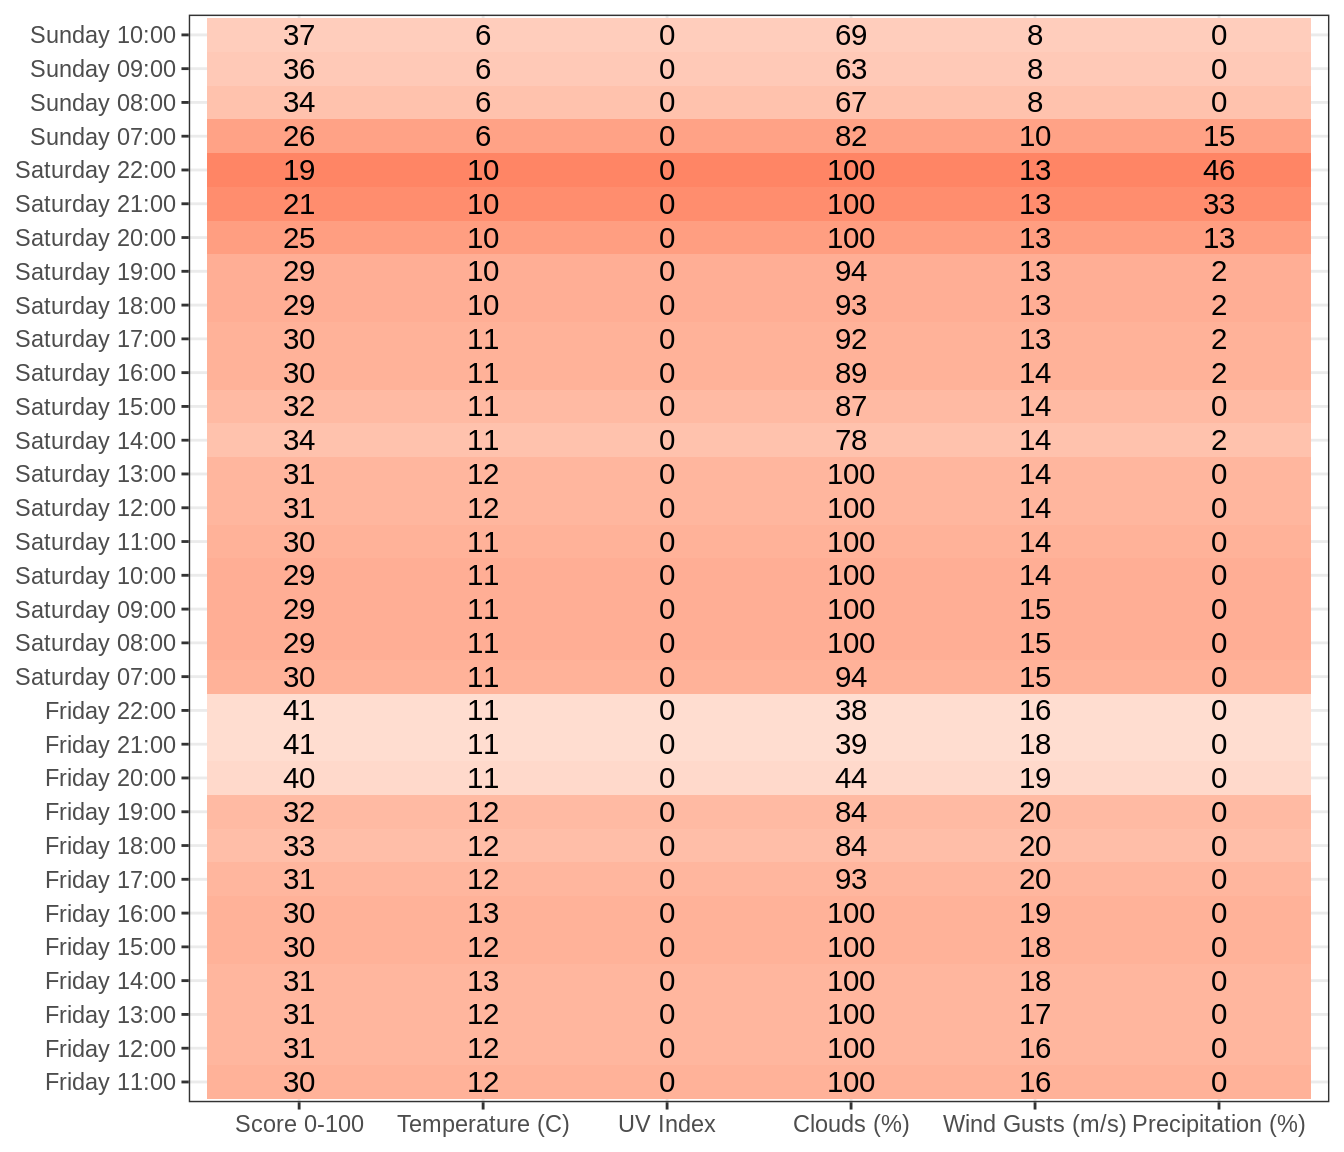 Sunday 10:00 37 6 0 69 8 0
Sunday 09:00 36 6 0 63 8 0
Sunday 08:00 34 6 0 67 8 0
Sunday 07:00 26 6 0 82 10 15
Saturday 22:00 19 10 0 100 13 46
Saturday 21:00 21 10 0 100 13 33
Saturday 20:00 25 10 0 100 13 13
Saturday 19:00 29 10 0 94 13 2
Saturday 18:00 29 10 0 93 13 2
Saturday 17:00 30 11 0 92 13 2
Saturday 16:00 30 11 0 89 14 2
Saturday 15:00 32 11 0 87 14 0
Saturday 14:00 34 11 0 78 14 2
Saturday 13:00 31 12 0 100 14 0
Saturday 12:00 31 12 0 100 14 0
Saturday 11:00 30 11 0 100 14 0
Saturday 10:00 29 11 0 100 14 0
Saturday 09:00 29 11 0 100 15 0
Saturday 08:00 29 11 0 100 15 0
Saturday 07:00 30 11 0 94 15 0
Friday 22:00 41 11 0 38 16 0
Friday 21:00 41 11 0 39 18 0
Friday 20:00 40 11 0 44 19 0
Friday 19:00 32 12 0 84 20 0
Friday 18:00 33 12 0 84 20 0
Friday 17:00 31 12 0 93 20 0
Friday 16:00 30 13 0 100 19 0
Friday 15:00 30 12 0 100 18 0
Friday 14:00 31 13 0 100 18 0
Friday 13:00 31 12 0 100 17 0
Friday 12:00 31 12 0 100 16 0
Friday 11:00 30 12 0 100 16 0
Score 0-100 Temperature (C) UV Index Clouds (%) Wind Gusts (m/s) Precipitation (%)